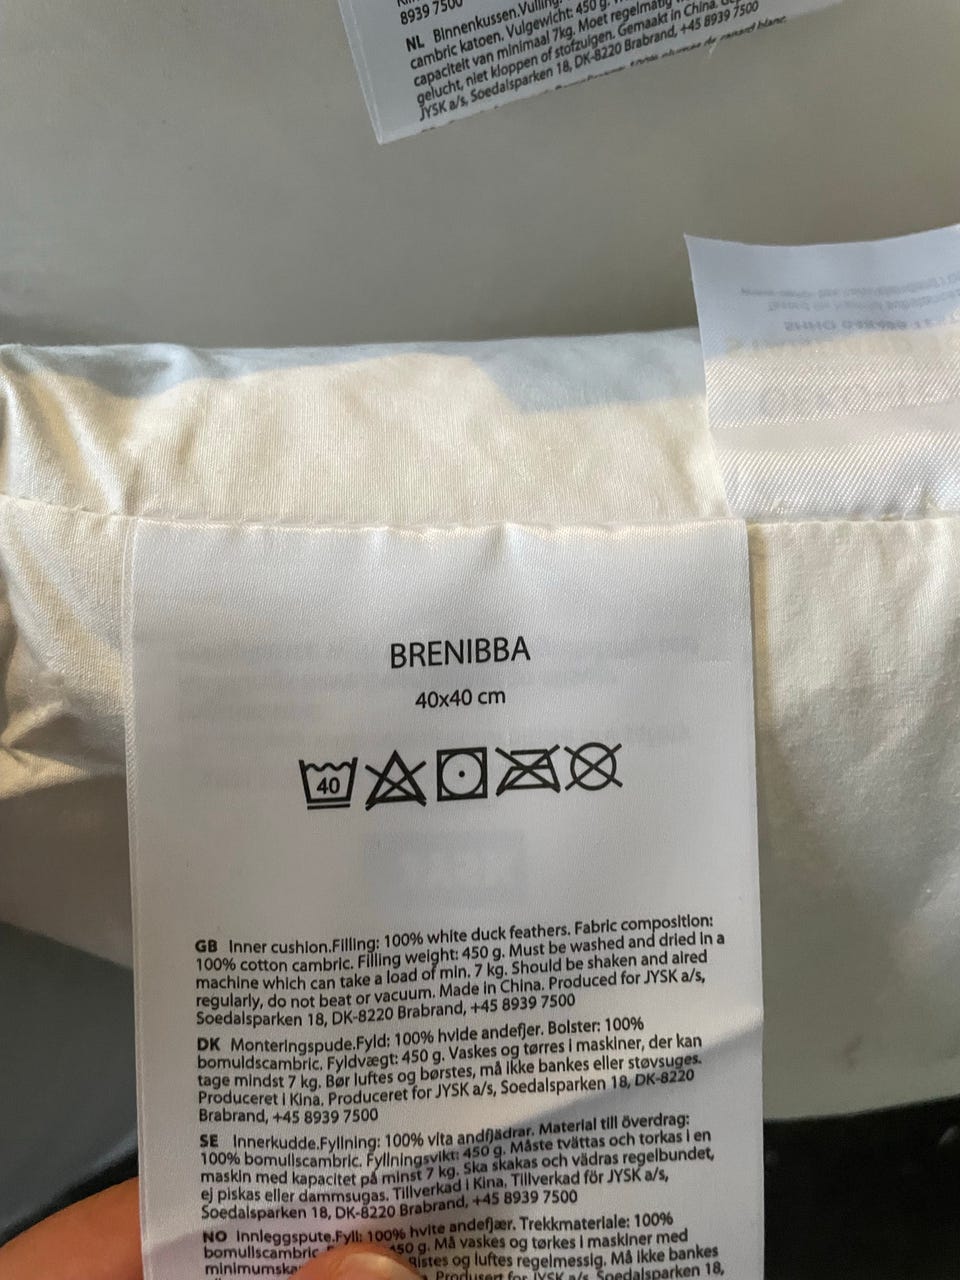 8939 7500
NL Binnenkussen.Vulling:
cambric katoen. Vulgewicht: 450 g.
capaciteit van minimaal 7kg. Moet regelmatig
gelucht, niet kloppen of stofzuigen. Gemaakt in China.
JYSK a/s, Soedalsparken 18, DK-8220 Brabrand, +45 8939 7500
BRENIBBA
40x40 cm
40
GB Inner cushion.Filling: 100% white duck feathers. Fabric composition:
100% cotton cambric. Filling weight: 450 g. Must be washed and dried in a
machine which can take a load of min. 7 kg. Should be shaken and aired
regularly, do not beat or vacuum. Made in China. Produced for JYSK a/s,
Soedalsparken 18, DK-8220 Brabrand, +45 8939 7500
DK Monteringspude.Fyld: 100% hvide andefjer. Bolster: 100%
bomuldscambric. Fyldvægt: 450 g. Vaskes og tørres i maskiner, der kan
tage mindst 7 kg. Bør luftes og børstes, må ikke bankes eller støvsuges.
Produceret i Kina. Produceret for JYSK a/s, Soedalsparken 18, DK-8220
Brabrand, +45 8939 7500
SE Innerkudde.Fyllning: 100% vita andfjädrar. Material till överdrag:
100% bomullscambric. Fyllningsvikt: 450 g. Måste tvättas och torkas i en
maskin med kapacitet på minst 7 kg. Ska skakas och vädras regelbundet,
ej piskas eller dammsugas. Tillverkad i Kina. Tillverkad för JYSK a/s,
Soedalsparken 18, DK-8220 Brabrand, +45 8939 7500
NO Innleggspute.Fyll: 100% hvite andefjær. Trekkmateriale: 100%
bomullscambric 450 g. Må vaskes og tørkes i maskiner med
og luftes regelmessig. Må ikke bankes
Produsert for JYSK a/s, Soedalsparken 18,